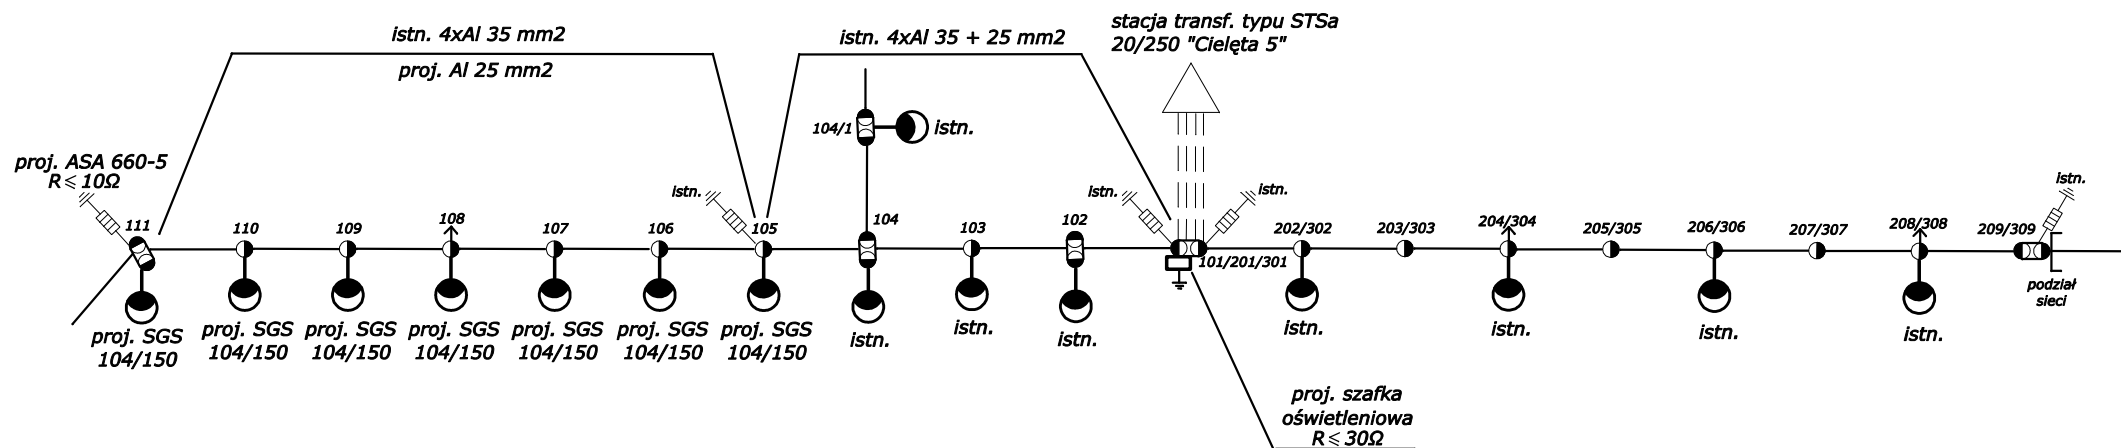 istn. 4xAl 35 mm2
proj. Al 25 mm2
istn. 4xAl 35 + 25 mm2
stacja transf. typu STSa
20/250 "Cielęta 5"
104/1
istn.
proj. ASA 660-5
R ⩽ 10Ω
istn.
istn.
istn.
istn.
111
110
109
108
107
106
105
104
103
102
101/201/301
202/302
203/303
204/304
205/305
206/306
207/307
208/308
209/309
podział
sieci
proj. SGS
104/150
proj. SGS
104/150
proj. SGS
104/150
proj. SGS
104/150
proj. SGS
104/150
proj. SGS
104/150
proj. SGS
104/150
istn.
istn.
istn.
istn.
istn.
istn.
istn.
proj. szafka
oświetleniowa
R ⩽ 30Ω